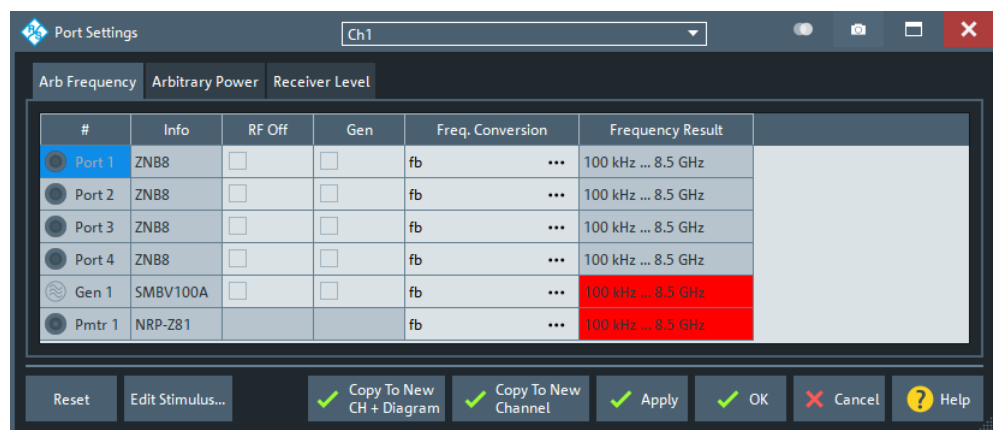 Port Settings Ch1
Arb Frequency Arbitrary Power Receiver Level
# Info RF Off Gen Freq. Conversion Frequency Result
Port 1 ZNB8 fb ••• 100 kHz ... 8.5 GHz
Port 2 ZNB8 fb ••• 100 kHz ... 8.5 GHz
Port 3 ZNB8 fb ••• 100 kHz ... 8.5 GHz
Port 4 ZNB8 fb ••• 100 kHz ... 8.5 GHz
Gen 1 SMBV100A fb ••• 100 kHz ... 8.5 GHz
Pmtr 1 NRP-Z81 fb ••• 100 kHz ... 8.5 GHz
Reset Edit Stimulus... Copy To New Copy To New Apply OK Cancel ? Help
CH + Diagram Channel